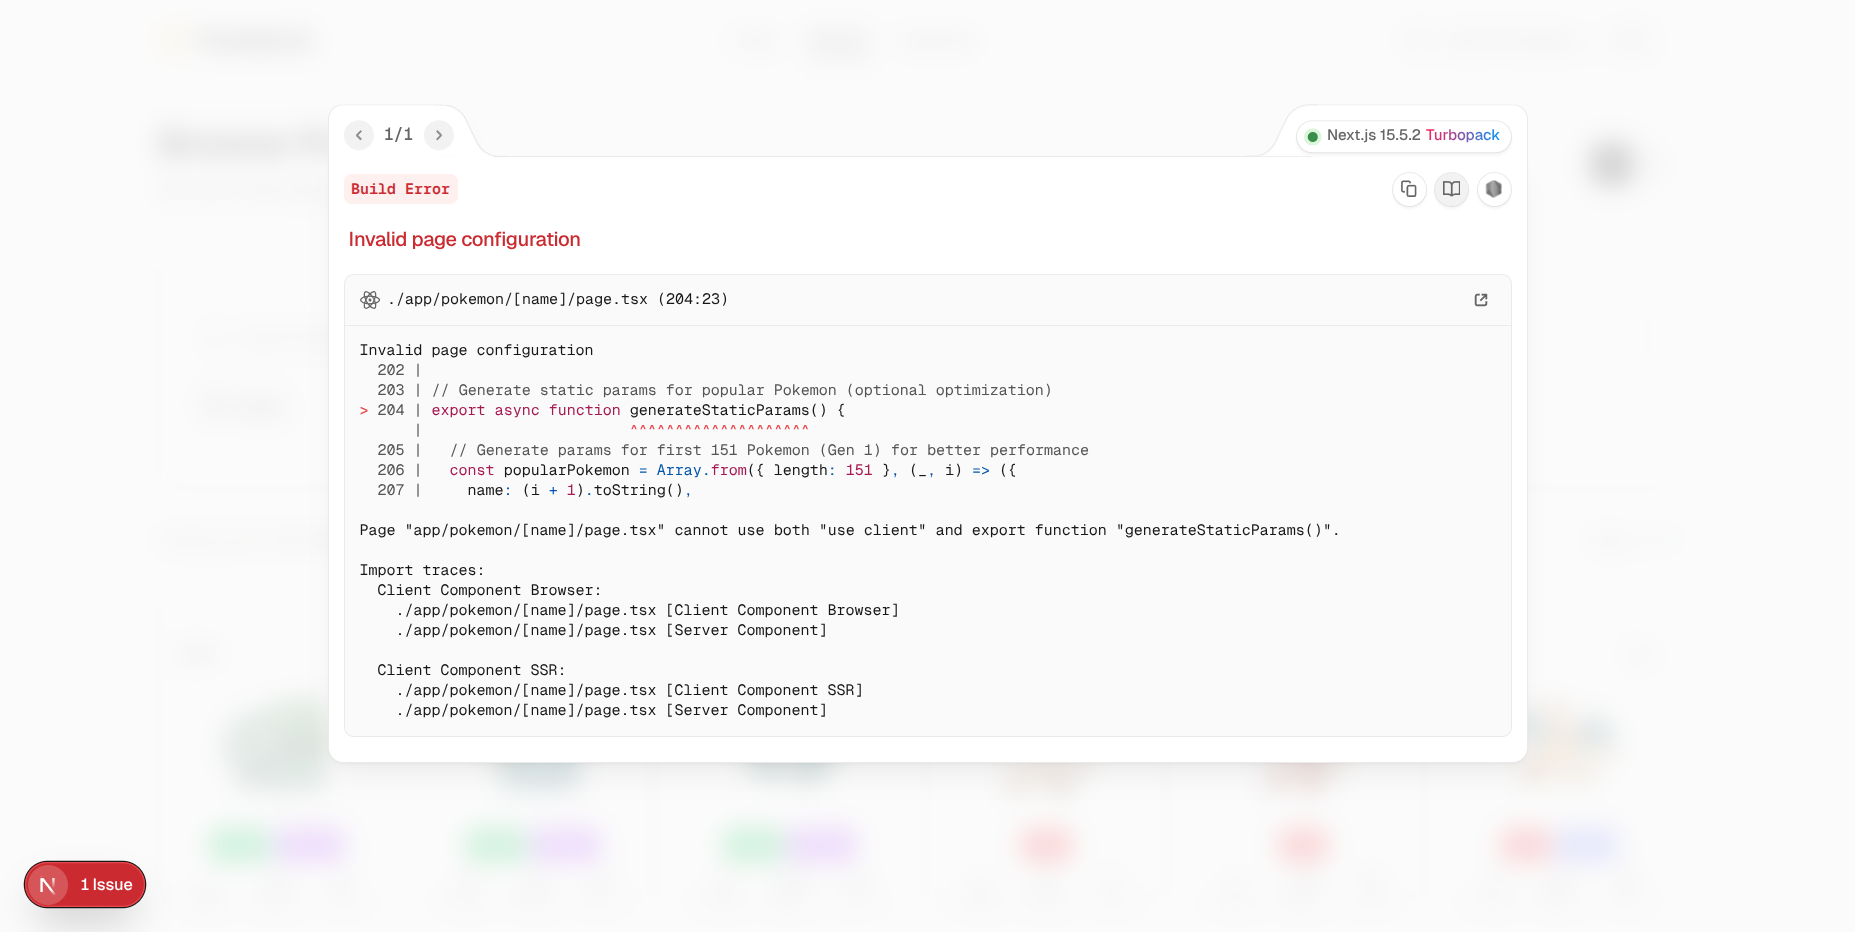 1/1
Next.js 15.5.2 Turbopack
Build Error
Invalid page configuration
./app/pokemon/[name]/page.tsx (204:23)
Invalid page configuration
202 |
203 | // Generate static params for popular Pokemon (optional optimization)
> 204 | export async function generateStaticParams() {
| ^^^^^^^^^^^^^^^^^^^^
205 |   // Generate params for first 151 Pokemon (Gen 1) for better performance
206 |   const popularPokemon = Array.from({ length: 151 }, (_, i) => ({
207 |     name: (i + 1).toString(),
Page "app/pokemon/[name]/page.tsx" cannot use both "use client" and export function "generateStaticParams()".
Import traces:
Client Component Browser:
./app/pokemon/[name]/page.tsx [Client Component Browser]
./app/pokemon/[name]/page.tsx [Server Component]
Client Component SSR:
./app/pokemon/[name]/page.tsx [Client Component SSR]
./app/pokemon/[name]/page.tsx [Server Component]
N 1 Issue